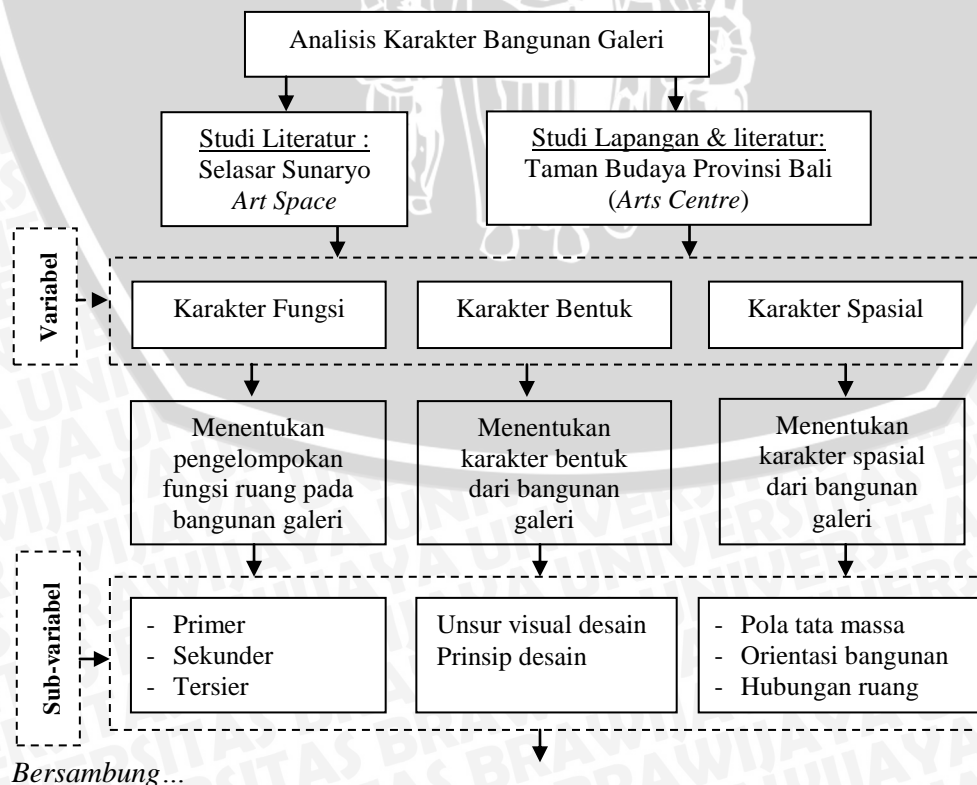 Analisis Karakter Bangunan Galeri
Studi Literatur :
Selasar Sunaryo
Art Space
Studi Lapangan & literatur:
Taman Budaya Provinsi Bali
(Arts Centre)
Variabel
Karakter Fungsi
Karakter Bentuk
Karakter Spasial
Menentukan
pengelompokan
fungsi ruang pada
bangunan galeri
Menentukan
karakter bentuk
dari bangunan
galeri
Menentukan
karakter spasial
dari bangunan
galeri
Sub-variabel
- Primer
- Sekunder
- Tersier
Unsur visual desain
Prinsip desain
- Pola tata massa
- Orientasi bangunan
- Hubungan ruang
Bersambung…